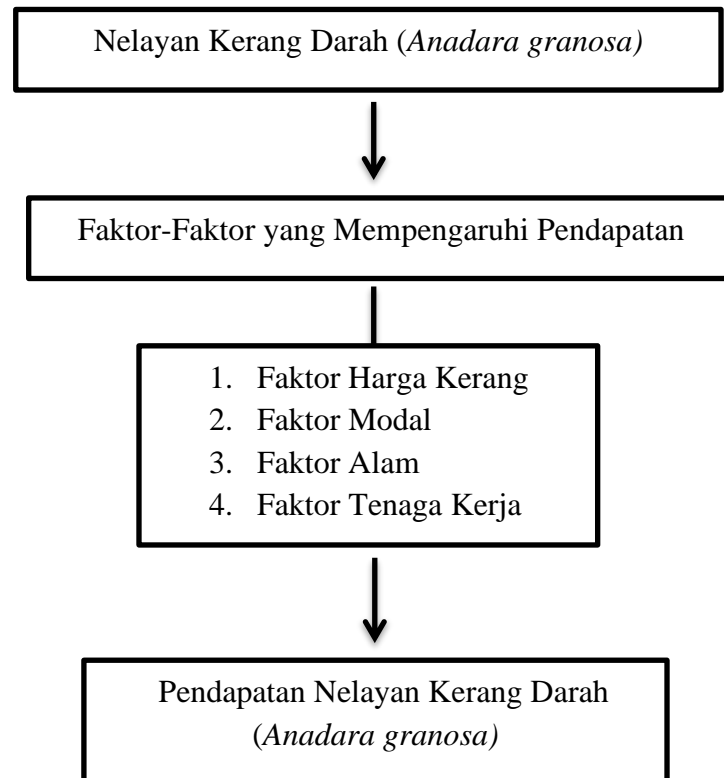 Nelayan Kerang Darah (Anadara granosa)
Faktor-Faktor yang Mempengaruhi Pendapatan
1. Faktor Harga Kerang
2. Faktor Modal
3. Faktor Alam
4. Faktor Tenaga Kerja
Pendapatan Nelayan Kerang Darah
(Anadara granosa)